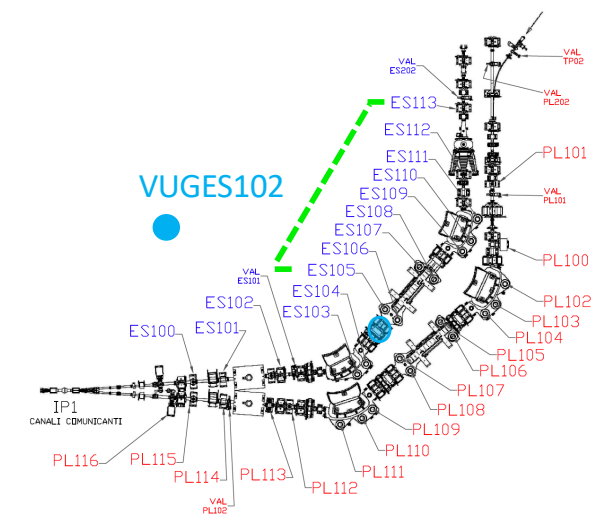 VAL
TP02
VAL
ES202
VAL
PL202
ES113
ES112
PL101
ES111
ES110
VUGES102
ES109
VAL
PL101
ES108
ES107
ES106
PL100
ES105
VAL
ES101
PL102
ES104
ES102
PL103
ES103
PL104
ES100
ES101
PL105
PL106
PL107
IP1
PL108
CANALI COMUNICANTI
PL109
PL110
PL116
PL115
PL114
PL113
PL111
PL112
VAL
PL102